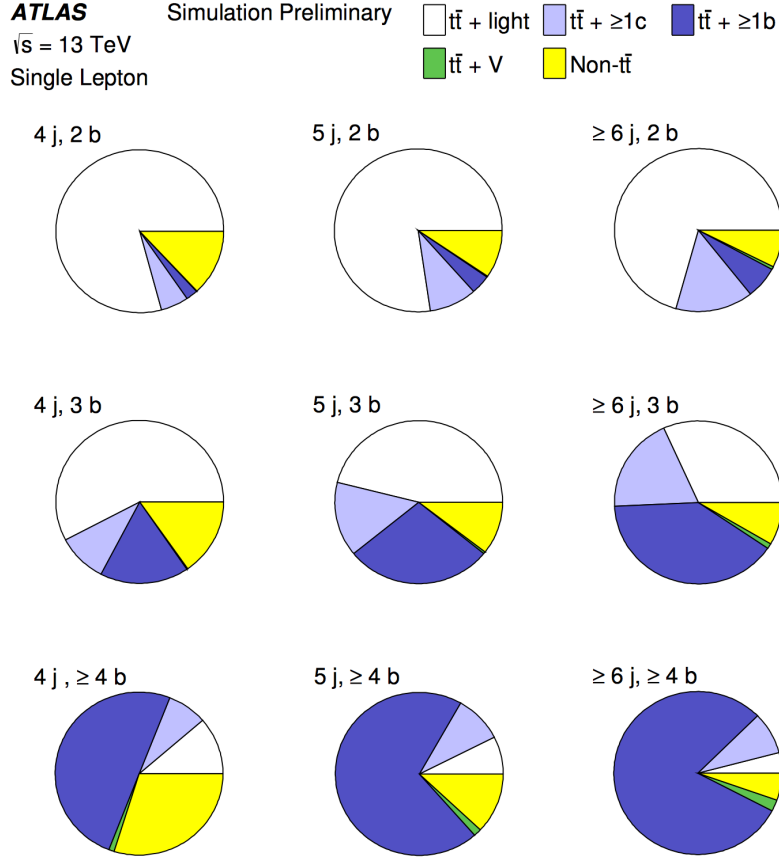 ATLAS Simulation Preliminary
√s = 13 TeV
Single Lepton
tt̄ + light tt̄ + ≥1c tt̄ + ≥1b
tt̄ + V Non-tt̄
4 j, 2 b 5 j, 2 b ≥ 6 j, 2 b
4 j, 3 b 5 j, 3 b ≥ 6 j, 3 b
4 j , ≥ 4 b 5 j, ≥ 4 b ≥ 6 j, ≥ 4 b